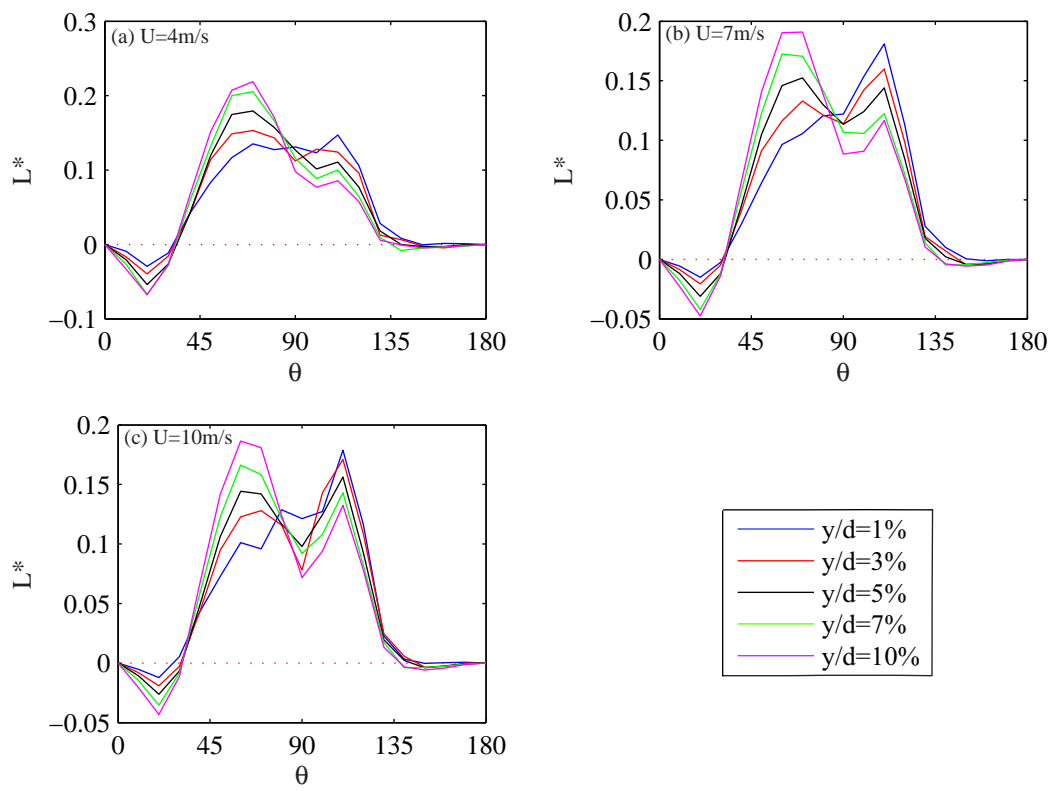 (a) U=4m/s
0.3
0.2
0.1
0
−0.1
L*
0 45 90 135 180
θ
(b) U=7m/s
0.2
0.15
0.1
0.05
0
−0.05
L*
0 45 90 135 180
θ
(c) U=10m/s
0.2
0.15
0.1
0.05
0
−0.05
L*
0 45 90 135 180
θ
y/d=1%
y/d=3%
y/d=5%
y/d=7%
y/d=10%